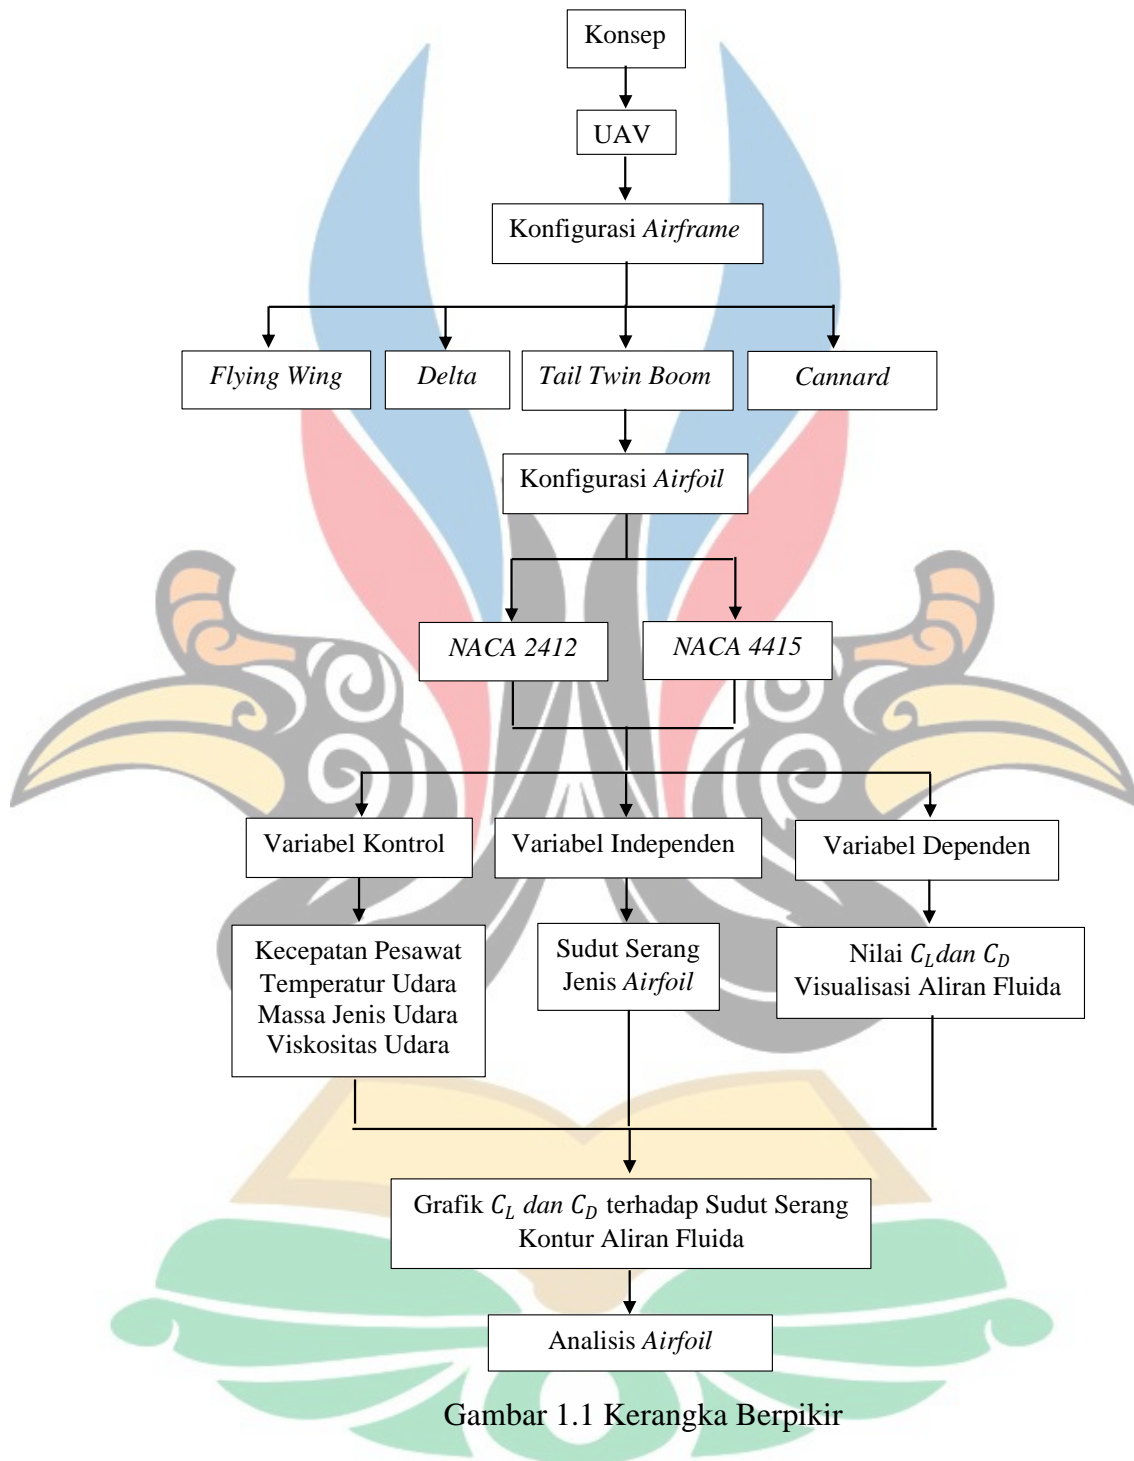 Konsep
UAV
Konfigurasi Airframe
Flying Wing
Delta
Tail Twin Boom
Cannard
Konfigurasi Airfoil
NACA 2412
NACA 4415
Variabel Kontrol
Variabel Independen
Variabel Dependen
Kecepatan Pesawat
Temperatur Udara
Massa Jenis Udara
Viskositas Udara
Sudut Serang
Jenis Airfoil
Nilai C_L dan C_D
Visualisasi Aliran Fluida
Grafik C_L dan C_D terhadap Sudut Serang
Kontur Aliran Fluida
Analisis Airfoil
Gambar 1.1 Kerangka Berpikir